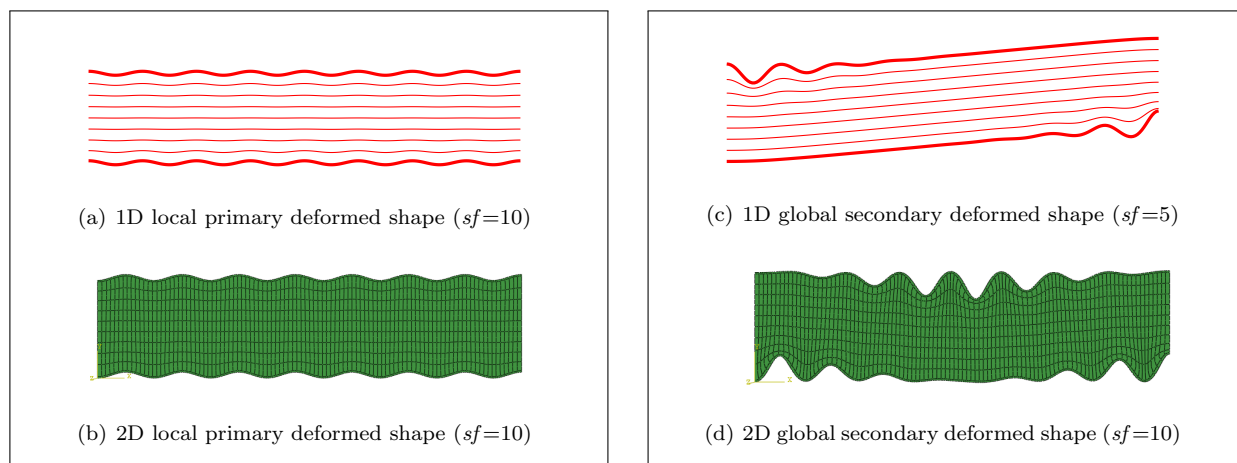 (a) 1D local primary deformed shape (sf=10)
(b) 2D local primary deformed shape (sf=10)
(c) 1D global secondary deformed shape (sf=5)
(d) 2D global secondary deformed shape (sf=10)